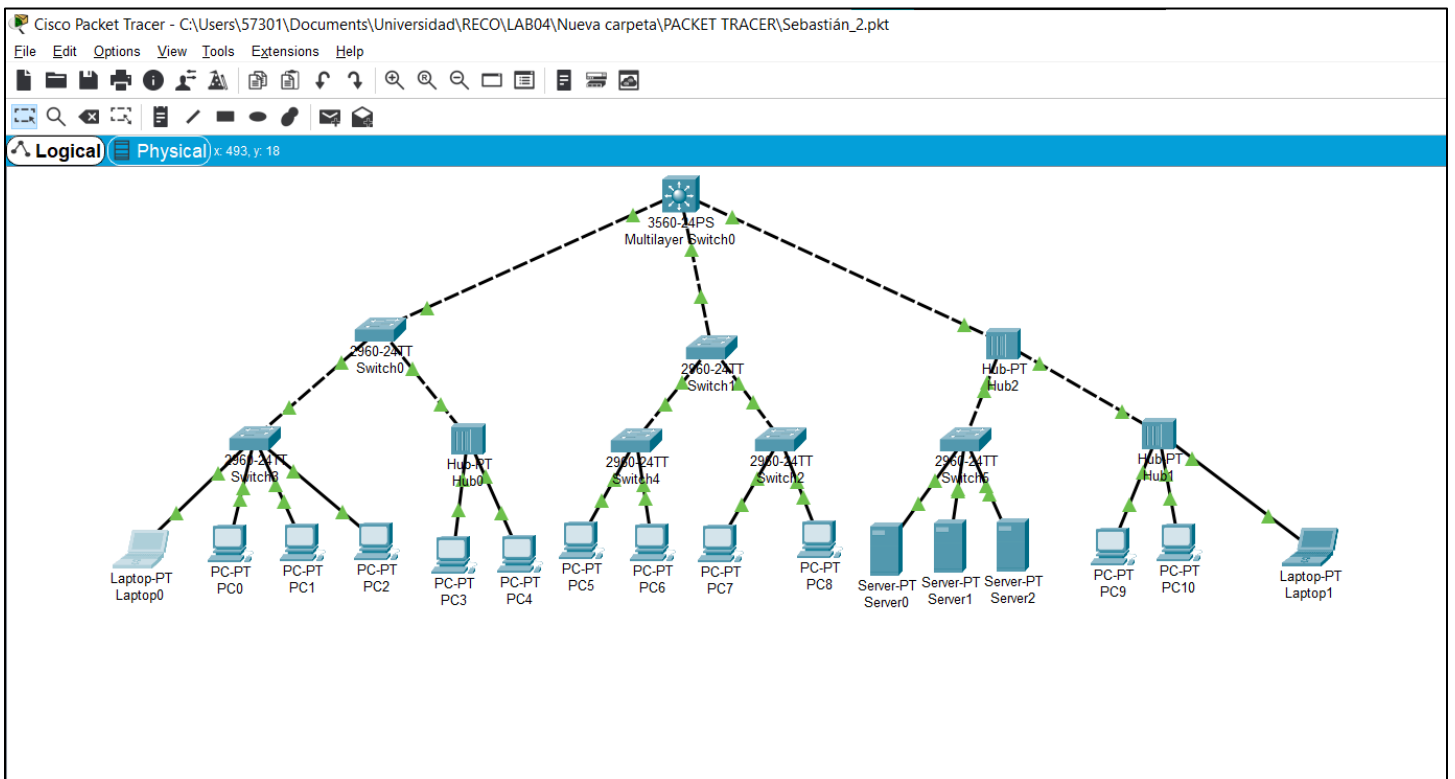 Cisco Packet Tracer - C:\Users\57301\Documents\Universidad\RECO\LAB04\Nueva carpeta\PACKET TRACER\Sebastián_2.pkt
File Edit Options View Tools Extensions Help
Logical Physical x: 493, y: 18
3560-24PS
Multilayer Switch0
2960-24TT
Switch0
2960-24TT
Switch1
Hub-PT
Hub2
2960-24TT
Switch3
Hub-PT
Hub0
2960-24TT
Switch4
2960-24TT
Switch2
2960-24TT
Switch5
Hub-PT
Hub1
Laptop-PT
Laptop0
PC-PT
PC0
PC-PT
PC1
PC-PT
PC2
PC-PT
PC3
PC-PT
PC4
PC-PT
PC5
PC-PT
PC6
PC-PT
PC7
PC-PT
PC8
Server-PT
Server0
Server-PT
Server1
Server-PT
Server2
PC-PT
PC9
PC-PT
PC10
Laptop-PT
Laptop1